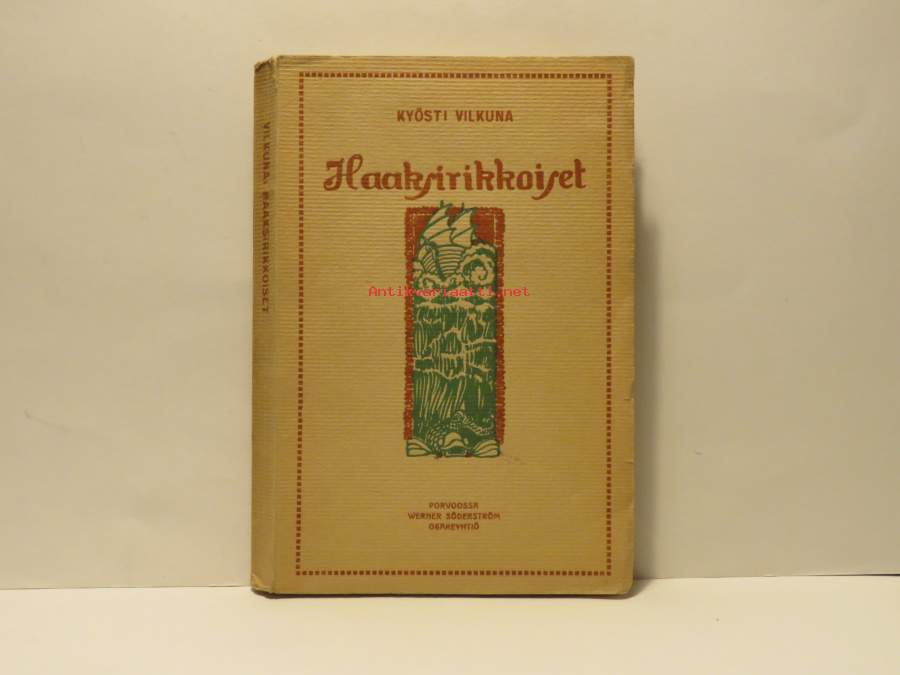 KYÖSTI VILKUNA
Haaksirikkoiset
Antikvariaatti.net
PORVOOSSA
WERNER SÖDERSTRÖM
OSAKEYHTIÖ
VILKUNA, HAAKSIRIKKOISET